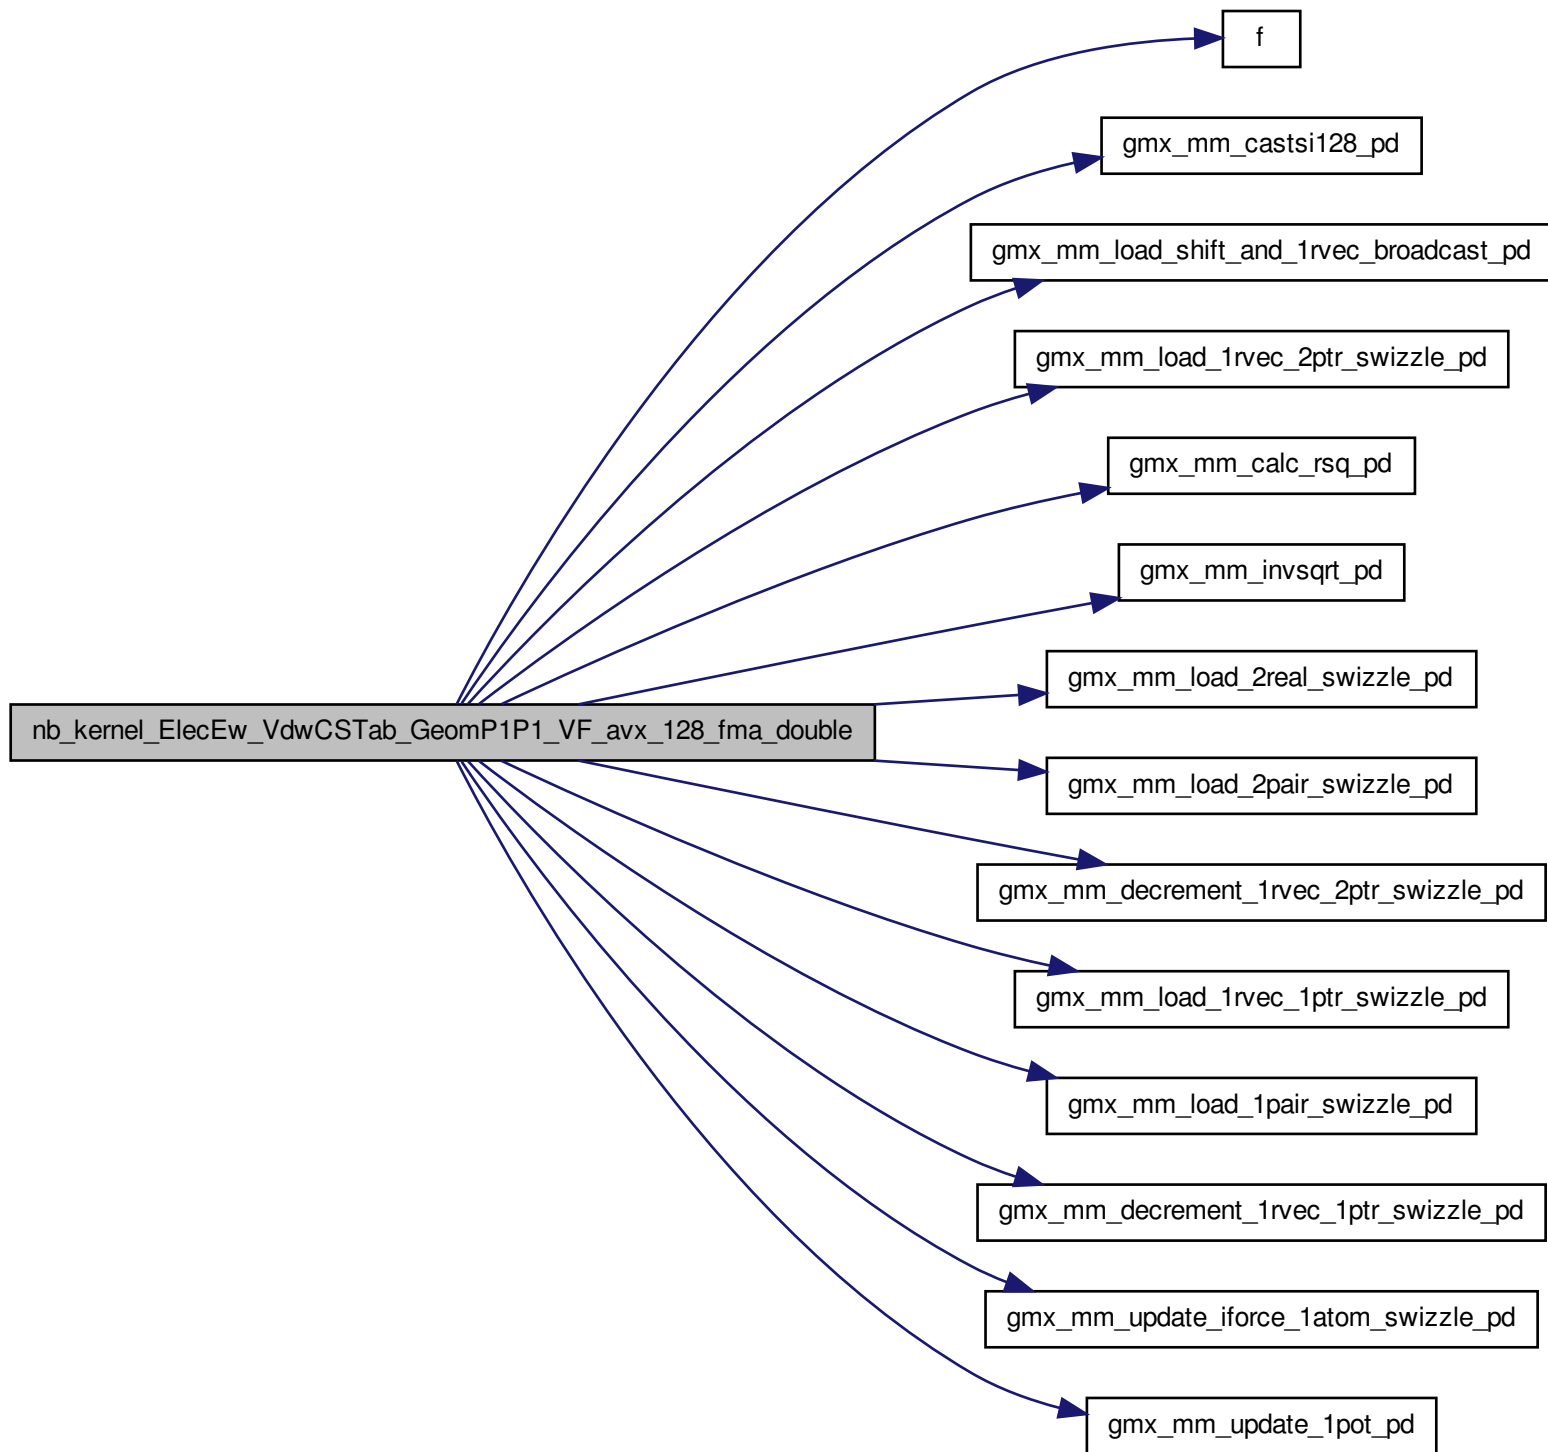 f
gmx_mm_castsi128_pd
gmx_mm_load_shift_and_1rvec_broadcast_pd
gmx_mm_load_1rvec_2ptr_swizzle_pd
gmx_mm_calc_rsq_pd
gmx_mm_invsqrt_pd
gmx_mm_load_2real_swizzle_pd
nb_kernel_ElecEw_VdwCSTab_GeomP1P1_VF_avx_128_fma_double
gmx_mm_load_2pair_swizzle_pd
gmx_mm_decrement_1rvec_2ptr_swizzle_pd
gmx_mm_load_1rvec_1ptr_swizzle_pd
gmx_mm_load_1pair_swizzle_pd
gmx_mm_decrement_1rvec_1ptr_swizzle_pd
gmx_mm_update_iforce_1atom_swizzle_pd
gmx_mm_update_1pot_pd